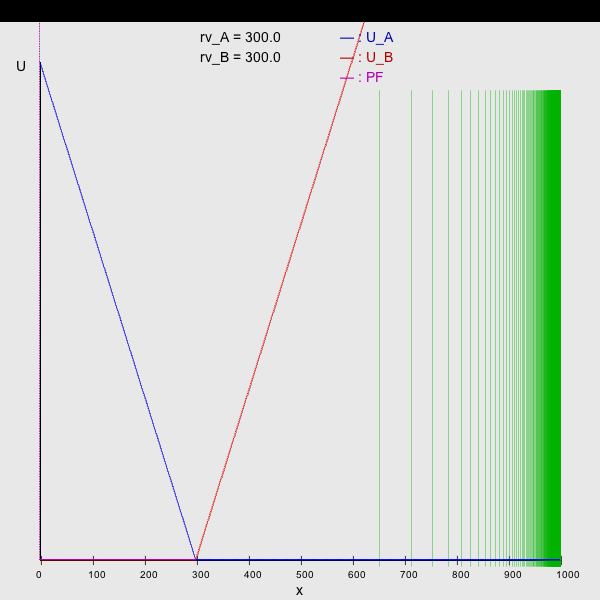 rv_A = 300.0 — : U_A
rv_B = 300.0 — : U_B
U
— : PF
0 100 200 300 400 500 600 700 800 900 1000
x